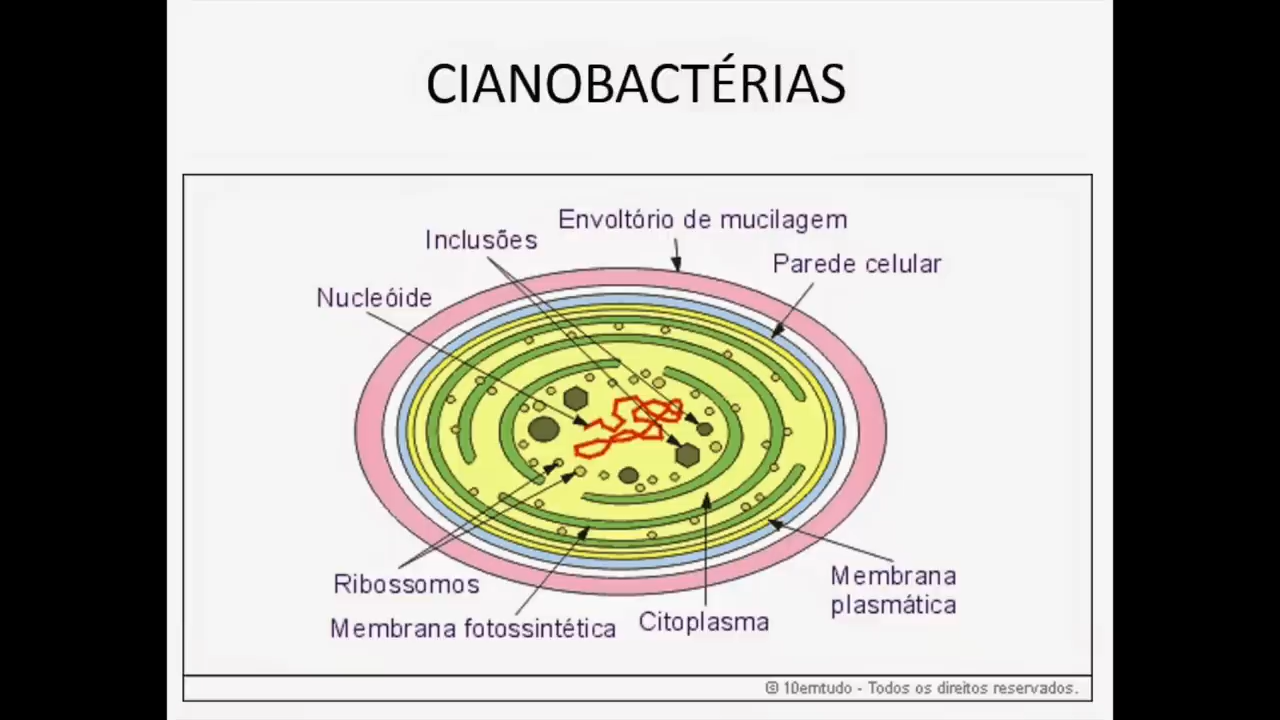 CIANOBACTÉRIAS
Envoltório de mucilagem
Inclusões
Parede celular
Nucleóide
Ribossomos
Membrana
plasmática
Membrana fotossintética
Citoplasma
@ 10emtudo - Todos os direitos reservados.